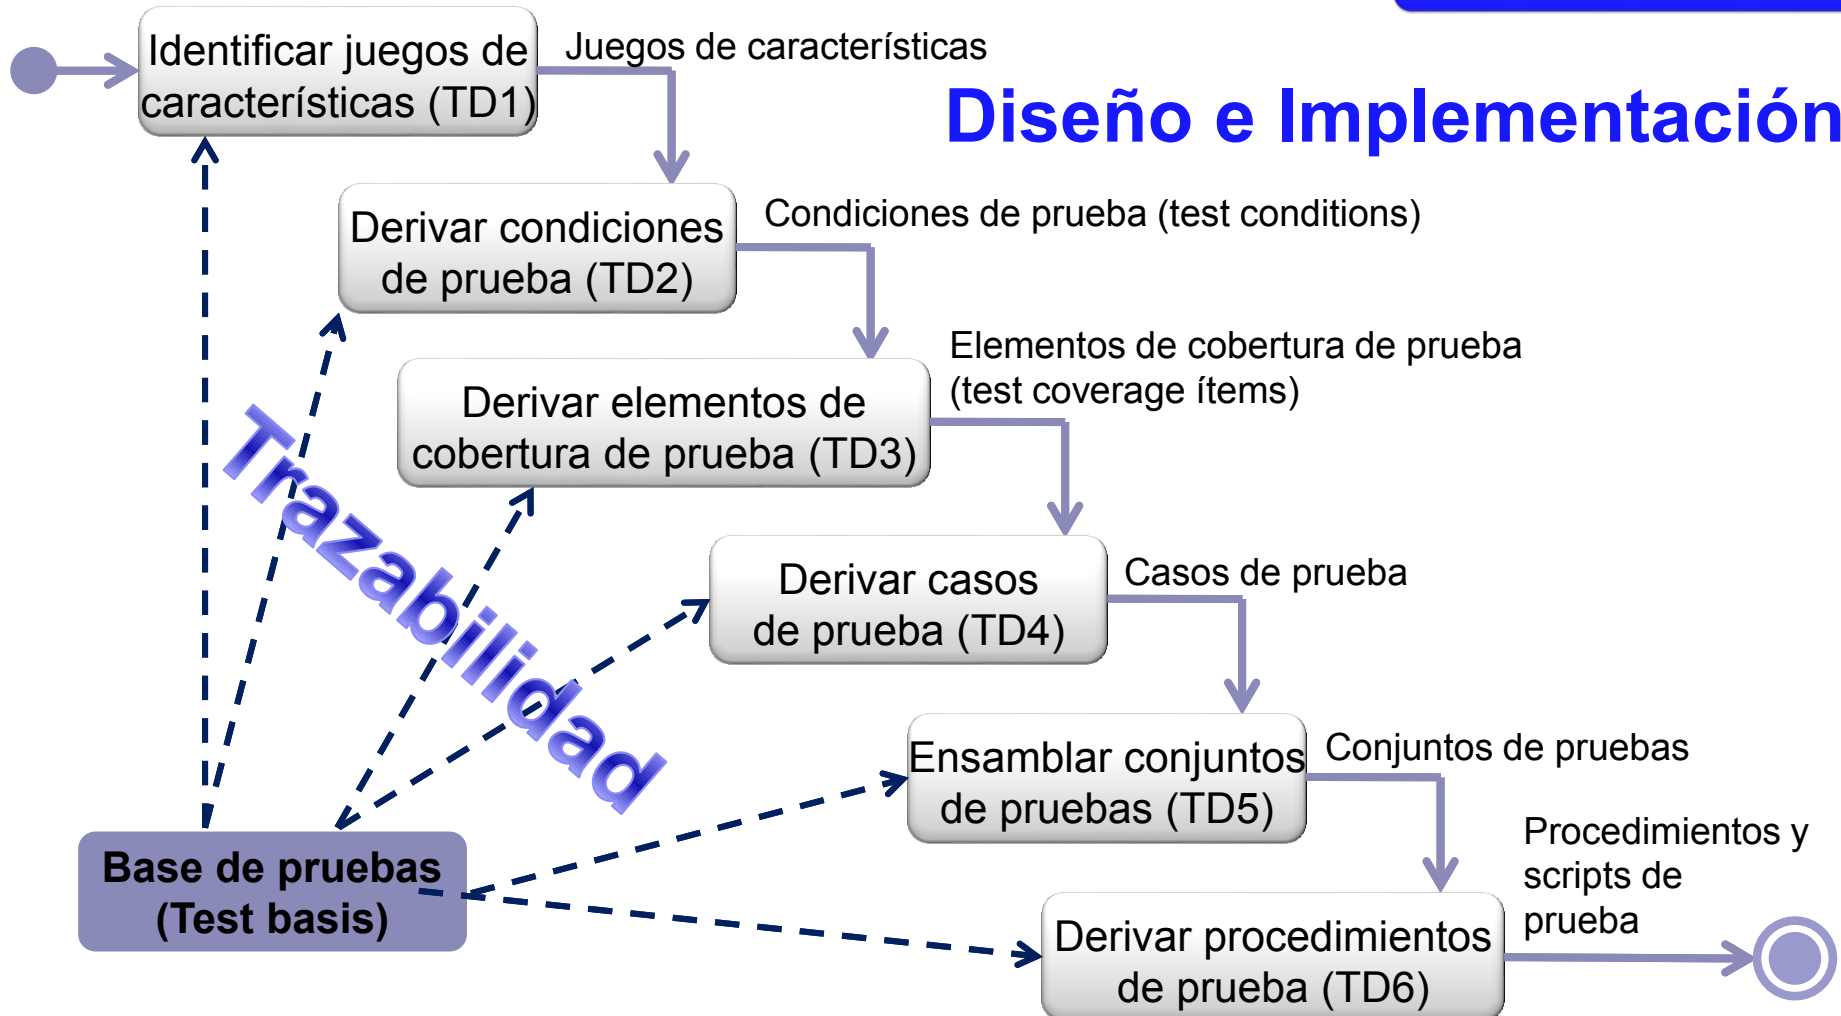 Identificar juegos de
características (TD1)
Juegos de características
Diseño e Implementación
Derivar condiciones
de prueba (TD2)
Condiciones de prueba (test conditions)
Derivar elementos de
cobertura de prueba (TD3)
Elementos de cobertura de prueba
(test coverage ítems)
Trazabilidad
Derivar casos
de prueba (TD4)
Casos de prueba
Ensamblar conjuntos
de pruebas (TD5)
Conjuntos de pruebas
Base de pruebas
(Test basis)
Derivar procedimientos
de prueba (TD6)
Procedimientos y
scripts de
prueba